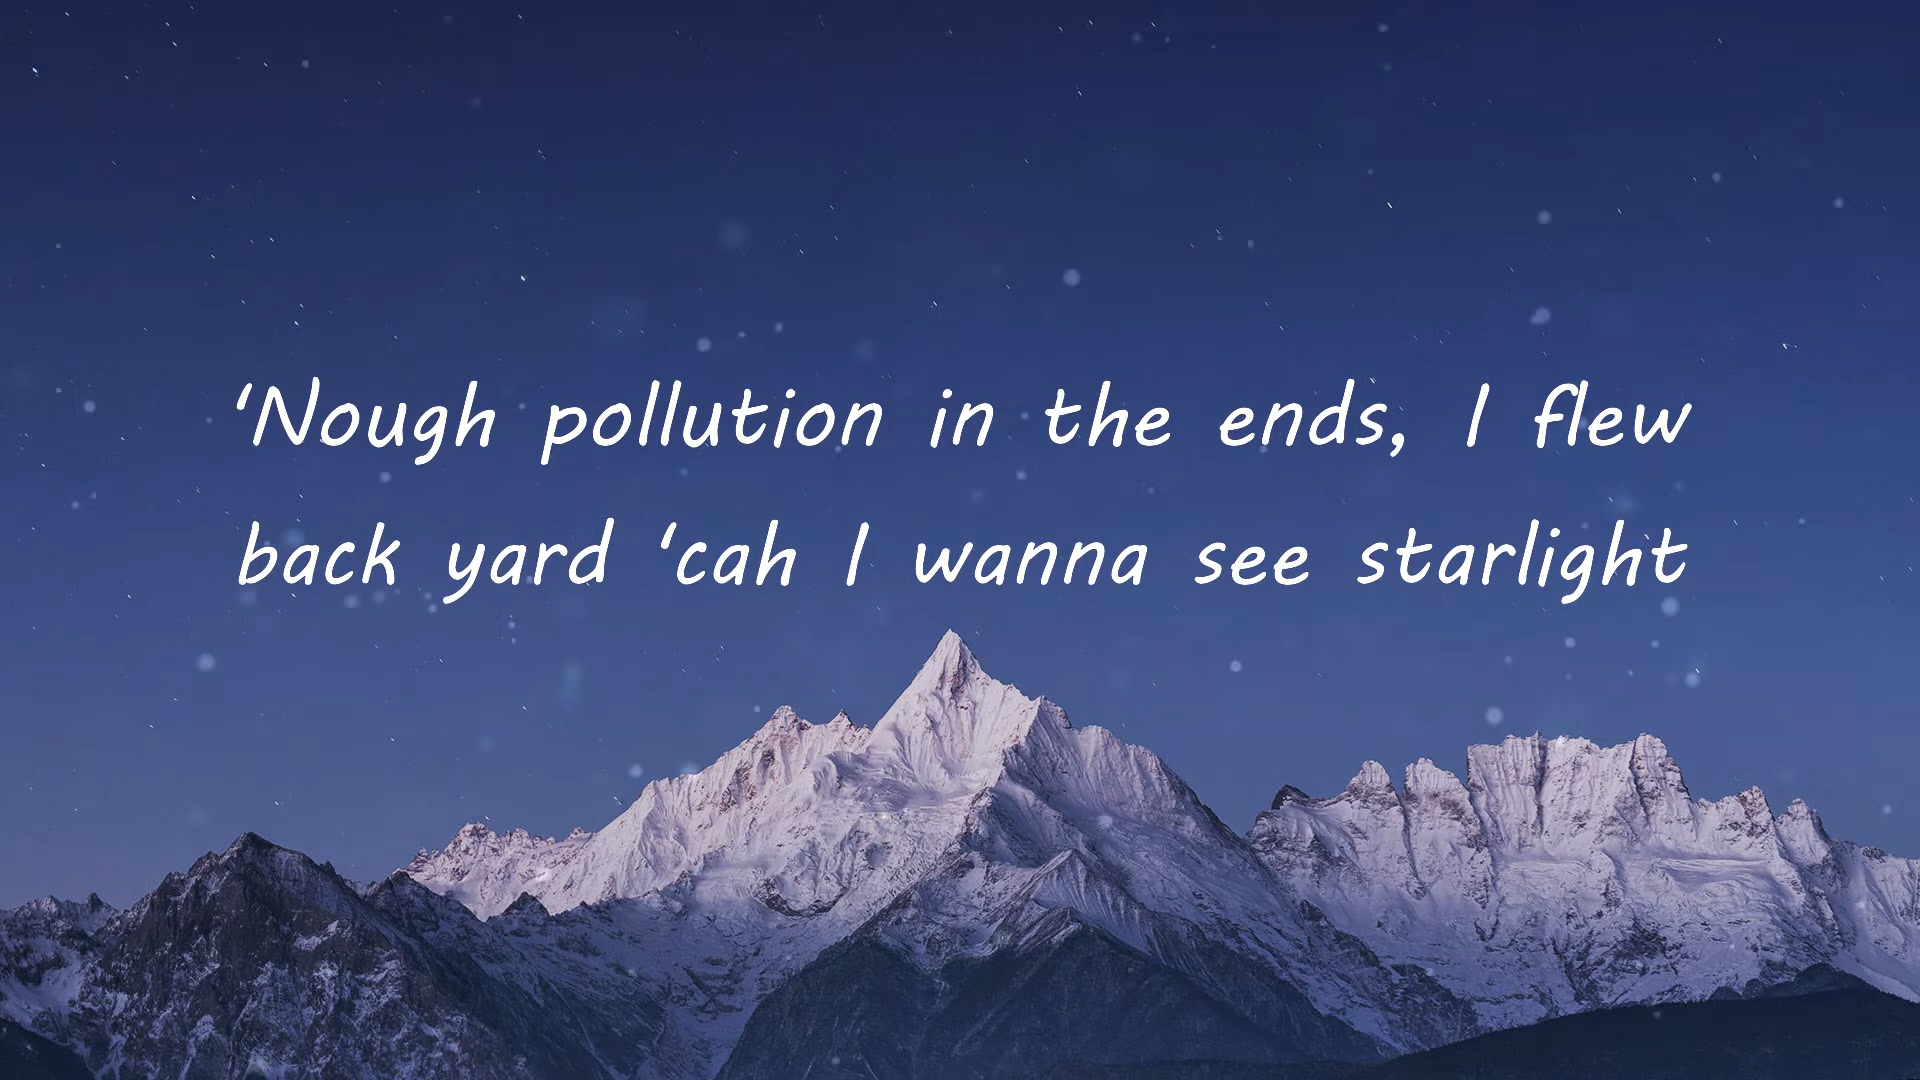 ‘Nough pollution in the ends, I flew
back yard ‘cah I wanna see starlight